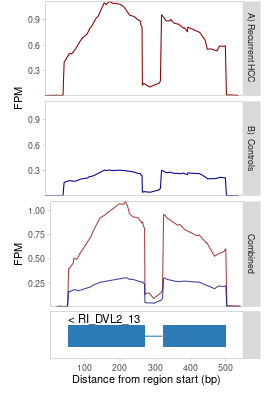 0.9
0.6
0.3
A) Recurrent HCC
FPM
0.9
0.6
0.3
B) Controls
1.00
0.75
0.50
0.25
FPM
Combined
< RI_DVL2_13
100 200 300 400 500
Distance from region start (bp)